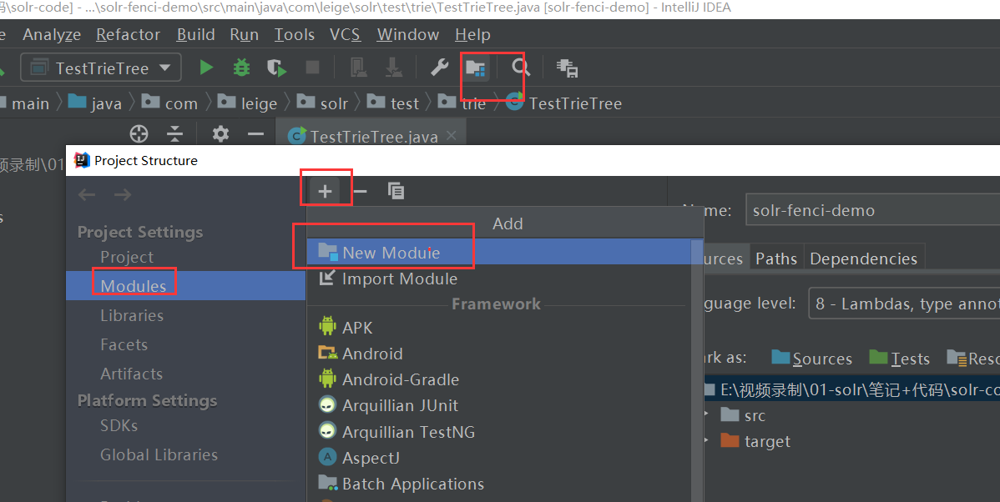 码\solr-code] - ...\solr-fenci-demo\src\main\java\com\leige\solr\test\trie\TestTrieTree.java [solr-fenci-demo] - IntelliJ IDEA
Analyze Refactor Build Run Tools VCS Window Help
TestTrieTree
main java com leige solr test trie TestTrieTree
TestTrieTree.java
频录制\01
Project Structure
Name:
solr-fenci-demo
Add
Project Settings
New Module
Project
urces Paths Dependencies
Modules
Import Module
Framework
guage level: 8 - Lambdas, type annot
Libraries
APK
Facets
Android
rk as: Sources Tests Reso
Artifacts
Android-Gradle
E:\视频录制\01-solr\笔记+代码\solr-co
Platform Settings
Arquillian JUnit
src
SDKs
Arquillian TestNG
target
Global Libraries
AspectJ
Batch Applications